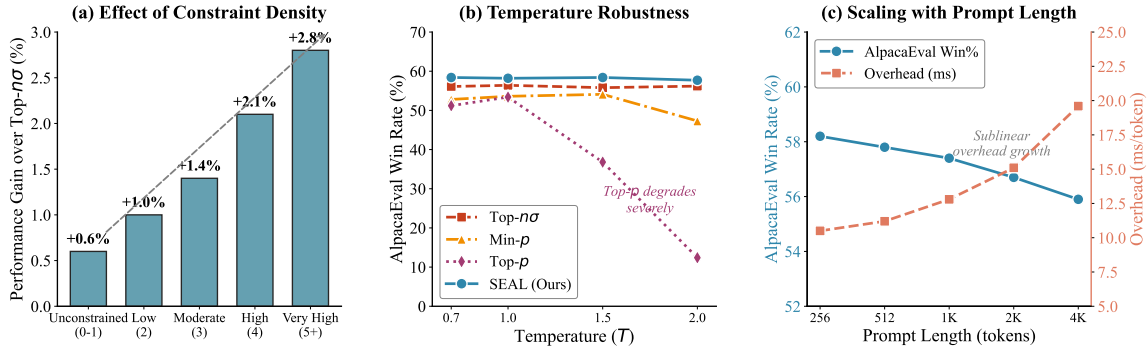 (a) Effect of Constraint Density
Performance Gain over Top-nσ (%)
3.0
2.5
2.0
1.5
1.0
0.5
0.0
+0.6%
+1.0%
+1.4%
+2.1%
+2.8%
Unconstrained
(0-1)
Low
(2)
Moderate
(3)
High
(4)
Very High
(5+)
(b) Temperature Robustness
AlpacaEval Win Rate (%)
70
60
50
40
30
20
10
0
Top-p degrades
severely
Top-nσ
Min-p
Top-p
SEAL (Ours)
0.7
1.0
1.5
2.0
Temperature (T)
(c) Scaling with Prompt Length
AlpacaEval Win Rate (%)
62
60
58
56
54
52
AlpacaEval Win%
Overhead (ms)
Sublinear
overhead growth
256
512
1K
2K
4K
Prompt Length (tokens)
25.0
22.5
20.0
17.5
15.0
12.5
10.0
7.5
5.0
Overhead (ms/token)